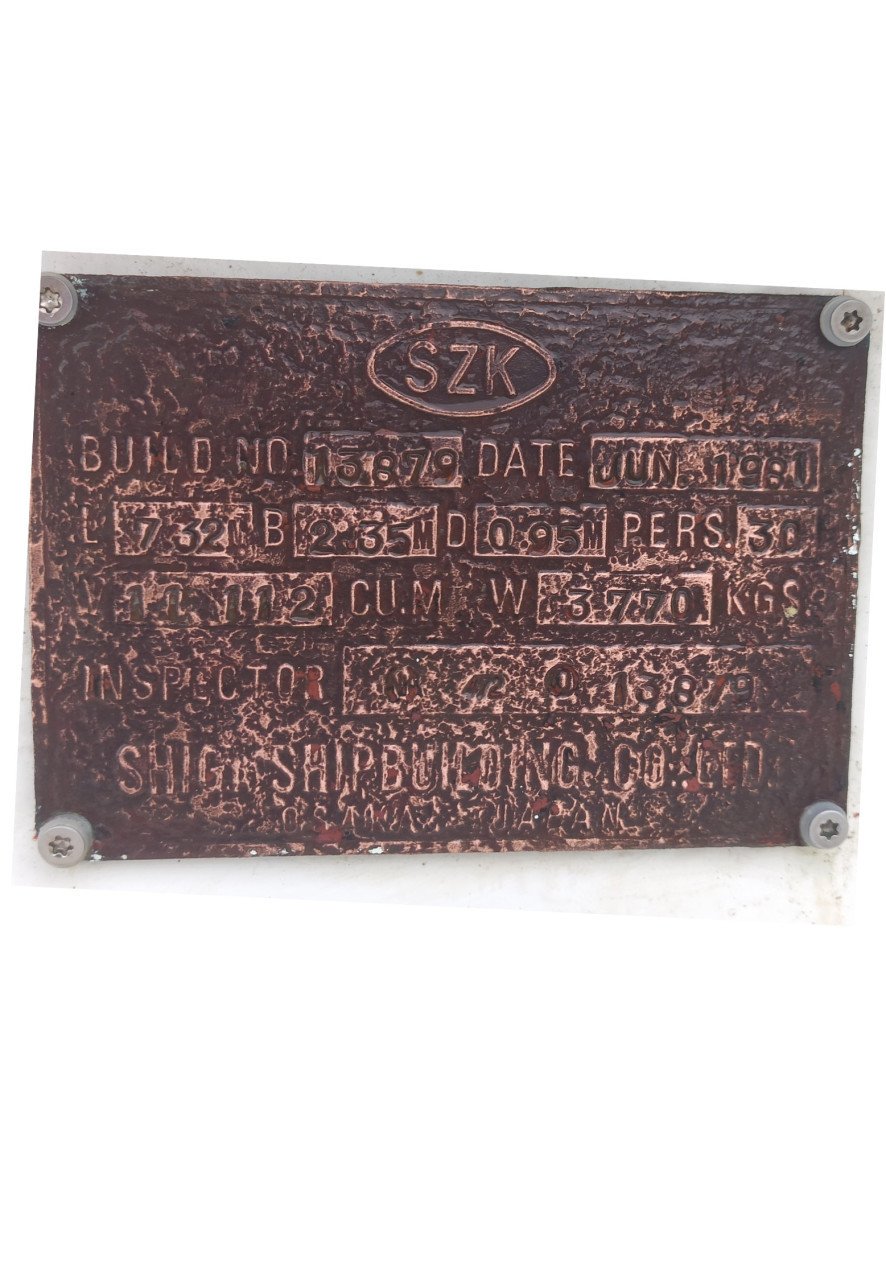 SZK
BUILD NO. 13879 DATE JUN. 1981
L 7.32M B 2.35M D 0.95M PERS. 30
V 11.112 CU.M W 3770 KGS.
INSPECTOR 13879
SHIGI SHIPBUILDING CO. LTD.
OSAKA JAPAN